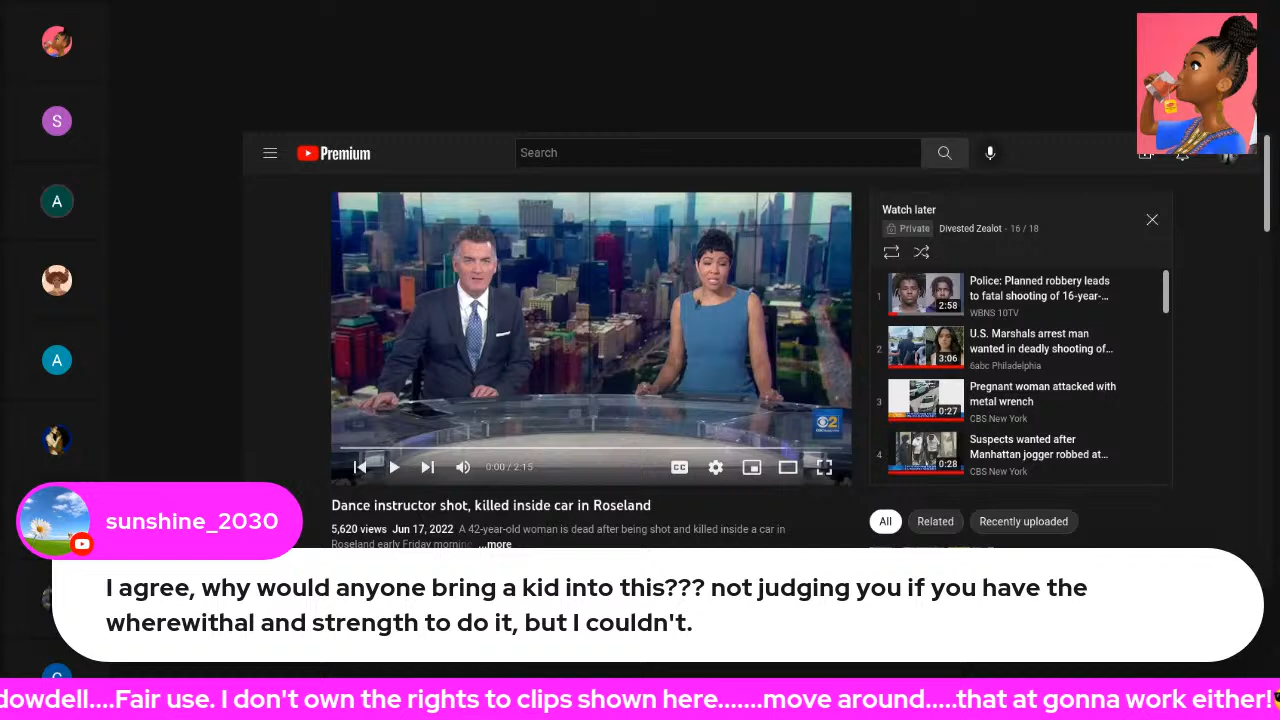 S
A
A
Premium
Search
Watch later
Private Divested Zealot - 16 / 18
1
Police: Planned robbery leads
to fatal shooting of 16-year-...
2:58
WBNS 10TV
2
U.S. Marshals arrest man
wanted in deadly shooting of...
3:06
6abc Philadelphia
3
Pregnant woman attacked with
metal wrench
0:27
CBS New York
4
Suspects wanted after
Manhattan jogger robbed at...
0:28
CBS New York
2
0:00 / 2:15
CC
Dance instructor shot, killed inside car in Roseland
5,620 views Jun 17, 2022 A 42-year-old woman is dead after being shot and killed inside a car in
Roseland early Friday morning ...more
All Related Recently uploaded
sunshine_2030
I agree, why would anyone bring a kid into this??? not judging you if you have the
wherewithal and strength to do it, but I couldn't.
dowdell....Fair use. I don't own the rights to clips shown here.......move around.....that at gonna work either!